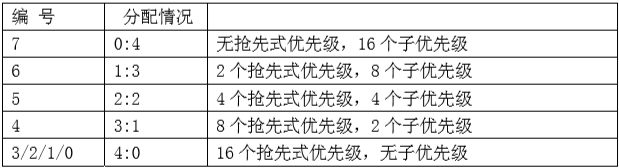 编 号 分配情况
7 0:4 无抢先式优先级，16 个子优先级
6 1:3 2 个抢先式优先级，8 个子优先级
5 2:2 4 个抢先式优先级，4 个子优先级
4 3:1 8 个抢先式优先级，2 个子优先级
3/2/1/0 4:0 16 个抢先式优先级，无子优先级